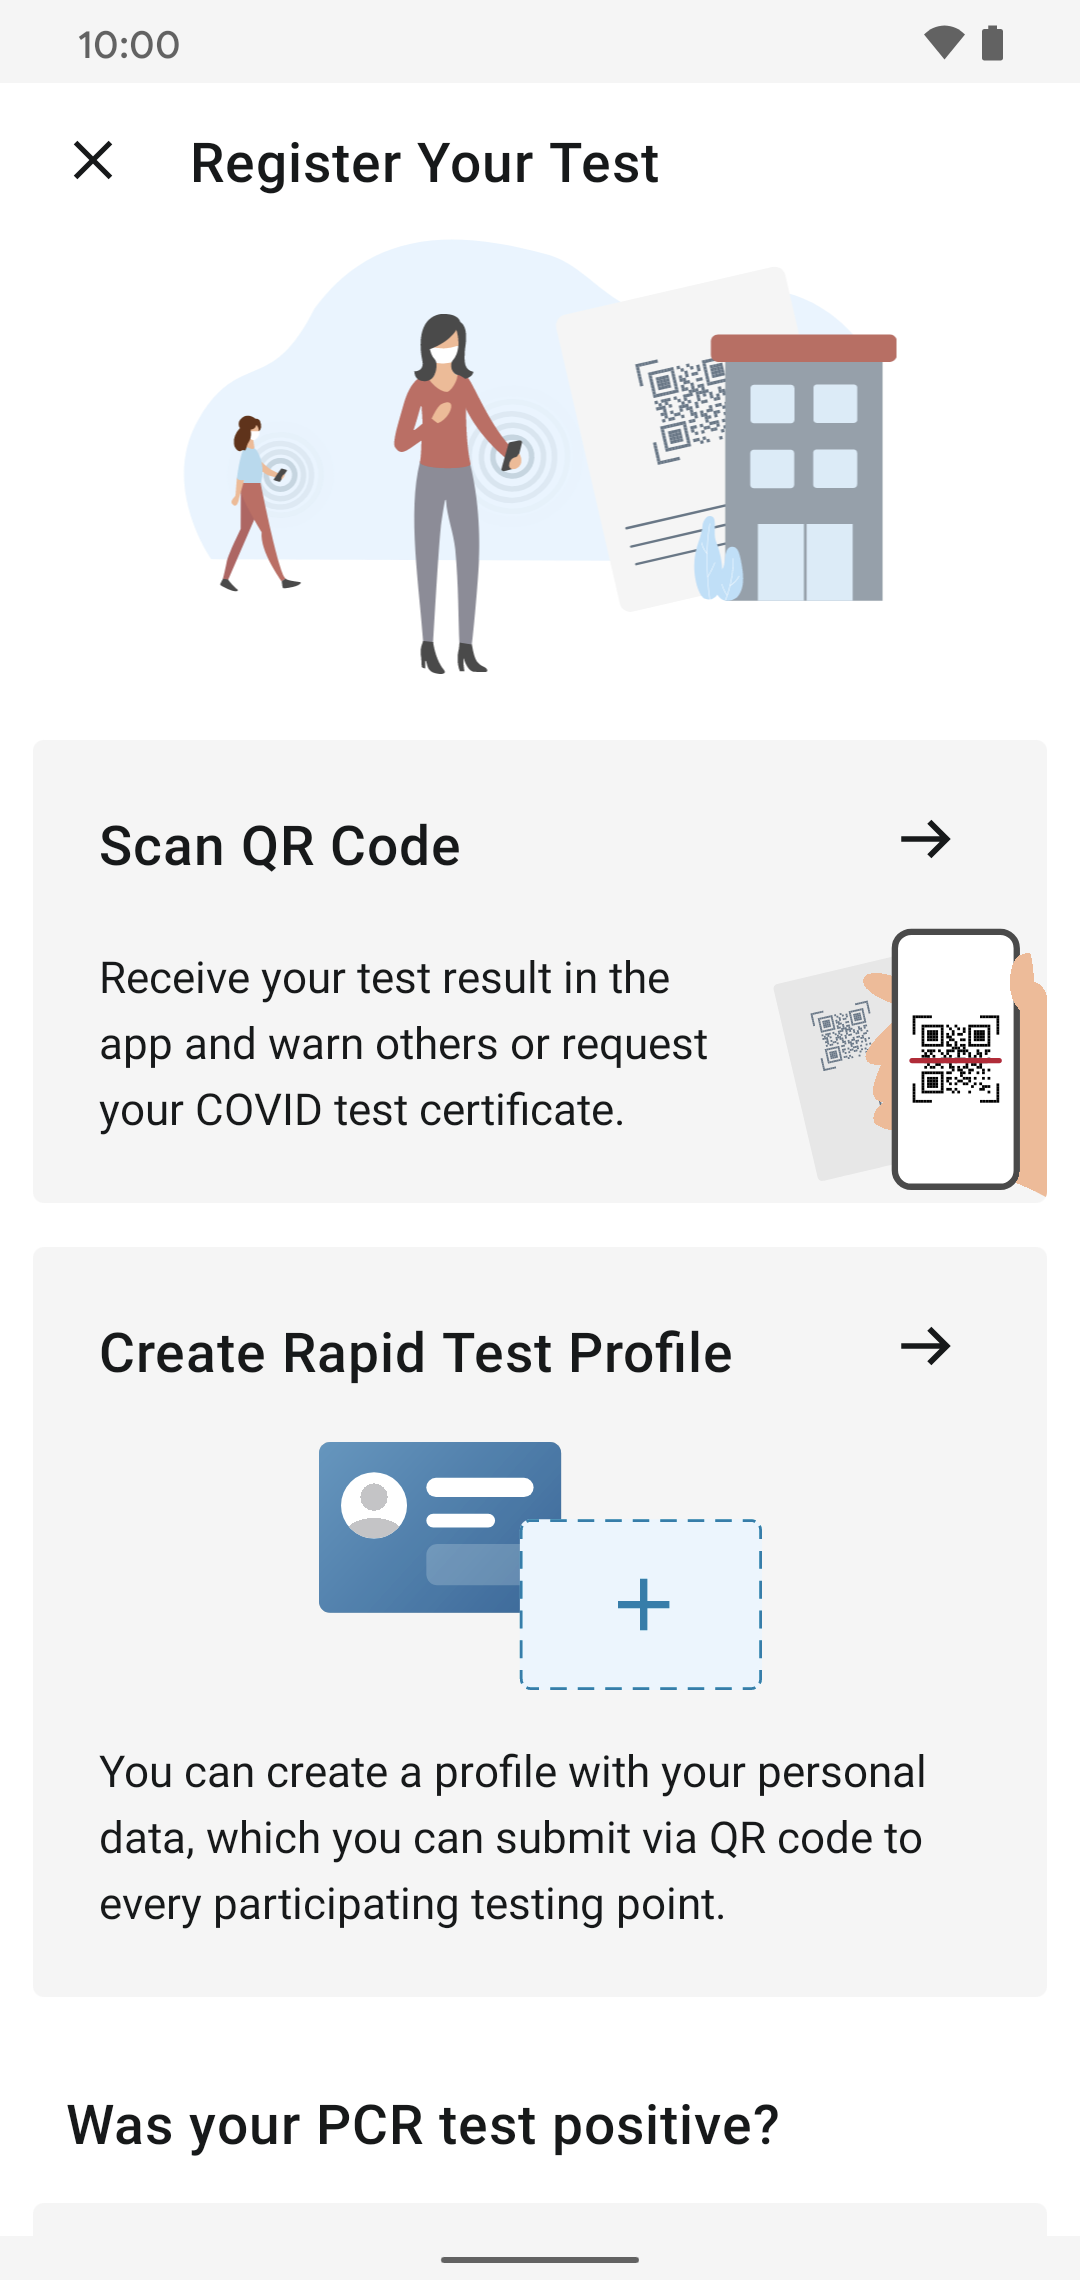 10:00
Register Your Test
Scan QR Code
Receive your test result in the
app and warn others or request
your COVID test certificate.
Create Rapid Test Profile
You can create a profile with your personal
data, which you can submit via QR code to
every participating testing point.
Was your PCR test positive?